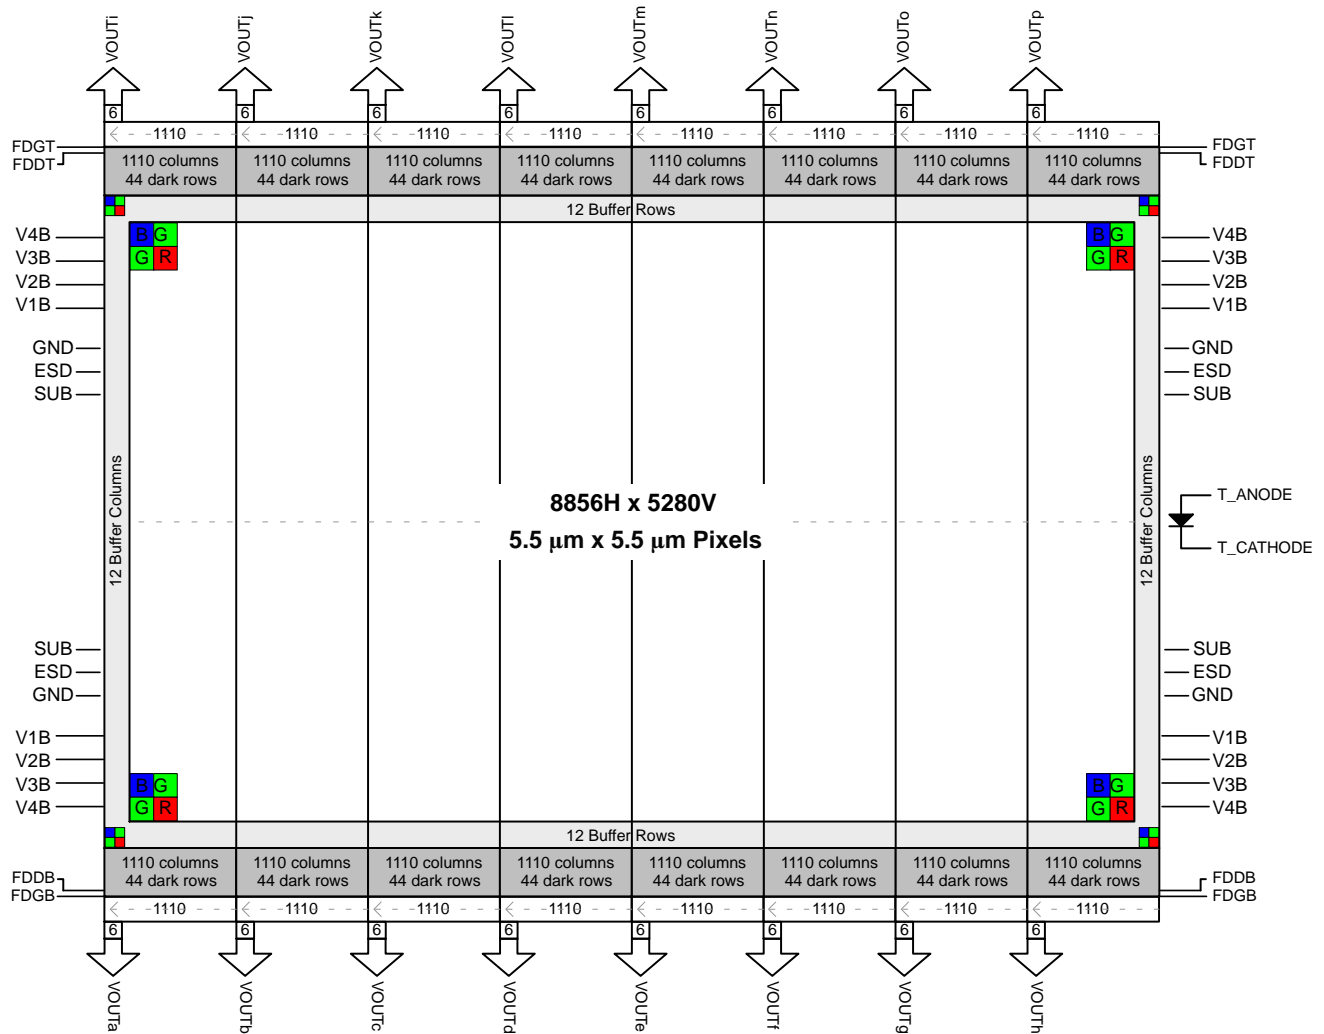 VOUTi VOUTj VOUTk VOUTl VOUTm VOUTn VOUTo VOUTp
6 6 6 6 6 6 6 6
1110 1110 1110 1110 1110 1110 1110 1110
FDGT FDGT
FDDT FDDT
1110 columns 1110 columns 1110 columns 1110 columns 1110 columns 1110 columns 1110 columns 1110 columns
44 dark rows 44 dark rows 44 dark rows 44 dark rows 44 dark rows 44 dark rows 44 dark rows 44 dark rows
12 Buffer Rows
V4B B G B G V4B
V3B G R G R V3B
V2B V2B
V1B V1B
GND GND
ESD ESD
SUB SUB
12 Buffer Columns
12 Buffer Columns
8856H x 5280V
5.5 μm x 5.5 μm Pixels
T_ANODE
T_CATHODE
SUB SUB
ESD ESD
GND GND
V1B V1B
V2B V2B
V3B B G B G V3B
V4B G R G R V4B
12 Buffer Rows
1110 columns 1110 columns 1110 columns 1110 columns 1110 columns 1110 columns 1110 columns 1110 columns
44 dark rows 44 dark rows 44 dark rows 44 dark rows 44 dark rows 44 dark rows 44 dark rows 44 dark rows
FDDB FDDB
FDGB FDGB
1110 1110 1110 1110 1110 1110 1110 1110
6 6 6 6 6 6 6 6
VOUTa VOUTb VOUTc VOUTd VOUTe VOUTf VOUTg VOUTh